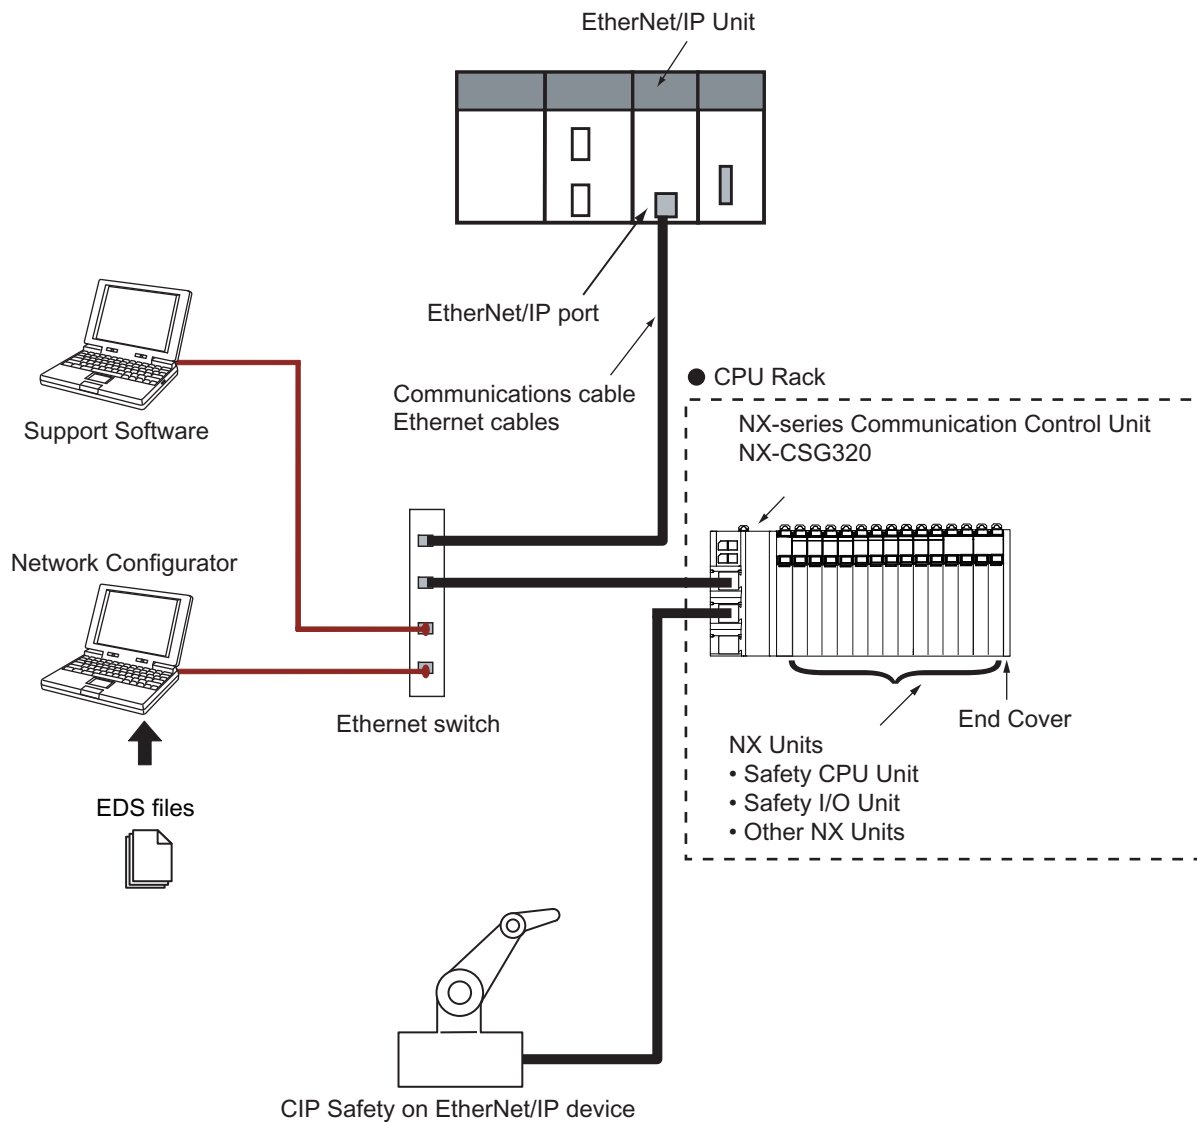 EtherNet/IP Unit
EtherNet/IP port
Communications cable
Ethernet cables
● CPU Rack
NX-series Communication Control Unit
NX-CSG320
Support Software
Network Configurator
Ethernet switch
End Cover
NX Units
• Safety CPU Unit
• Safety I/O Unit
• Other NX Units
EDS files
CIP Safety on EtherNet/IP device